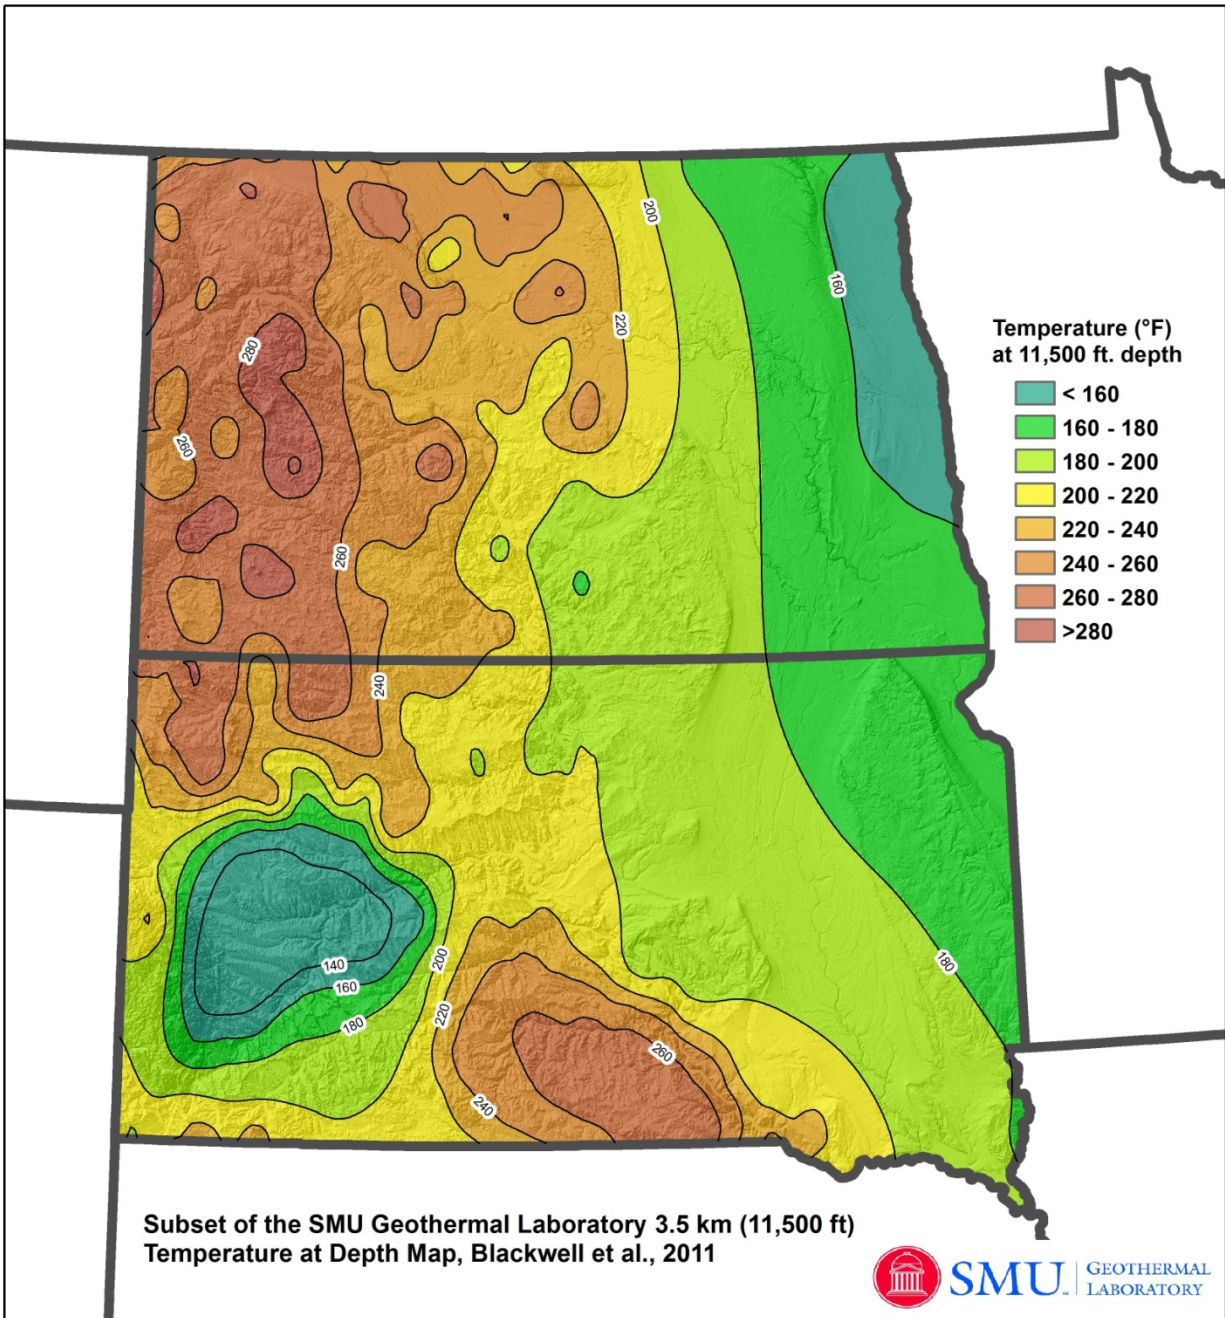 200
160
220
280
260
260
240
200
220
140
160
180
180
260
240
Temperature (°F)
at 11,500 ft. depth
< 160
160 - 180
180 - 200
200 - 220
220 - 240
240 - 260
260 - 280
>280
Subset of the SMU Geothermal Laboratory 3.5 km (11,500 ft)
Temperature at Depth Map, Blackwell et al., 2011
SMU
GEOTHERMAL
LABORATORY